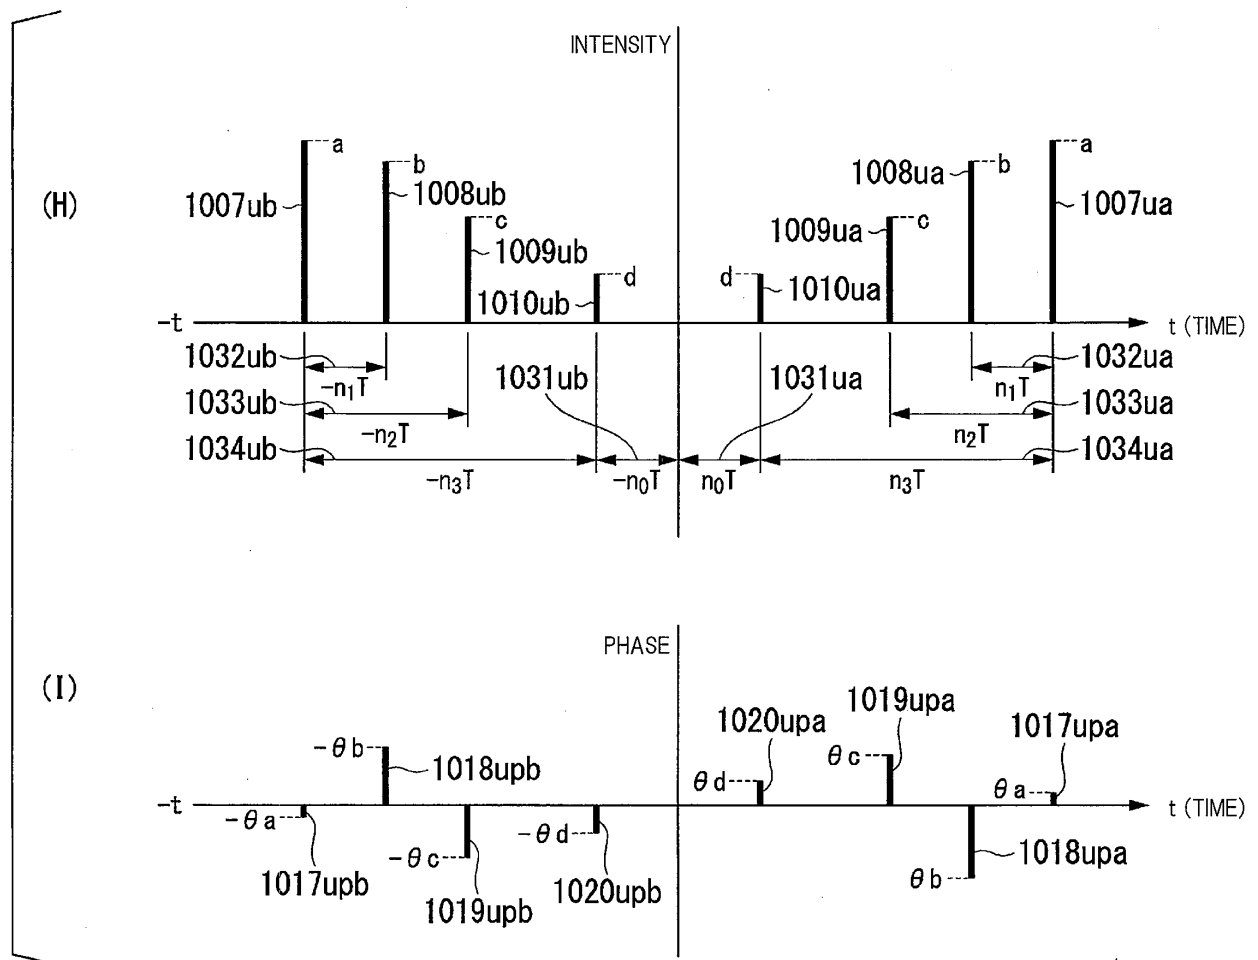 INTENSITY
(H)
a
b
c
d
1007ub
1008ub
1009ub
1010ub
d
c
b
a
1010ua
1009ua
1008ua
1007ua
-t
t (TIME)
1032ub
-n₁T
1033ub
-n₂T
1034ub
-n₃T
1031ub
-n₀T
1031ua
n₀T
1032ua
n₁T
1033ua
n₂T
1034ua
n₃T
PHASE
(I)
-θb
1018upb
-t
-θa
1017upb
-θc
1019upb
-θd
1020upb
1020upa
θd
1019upa
θc
1017upa
θa
t (TIME)
1018upa
θb